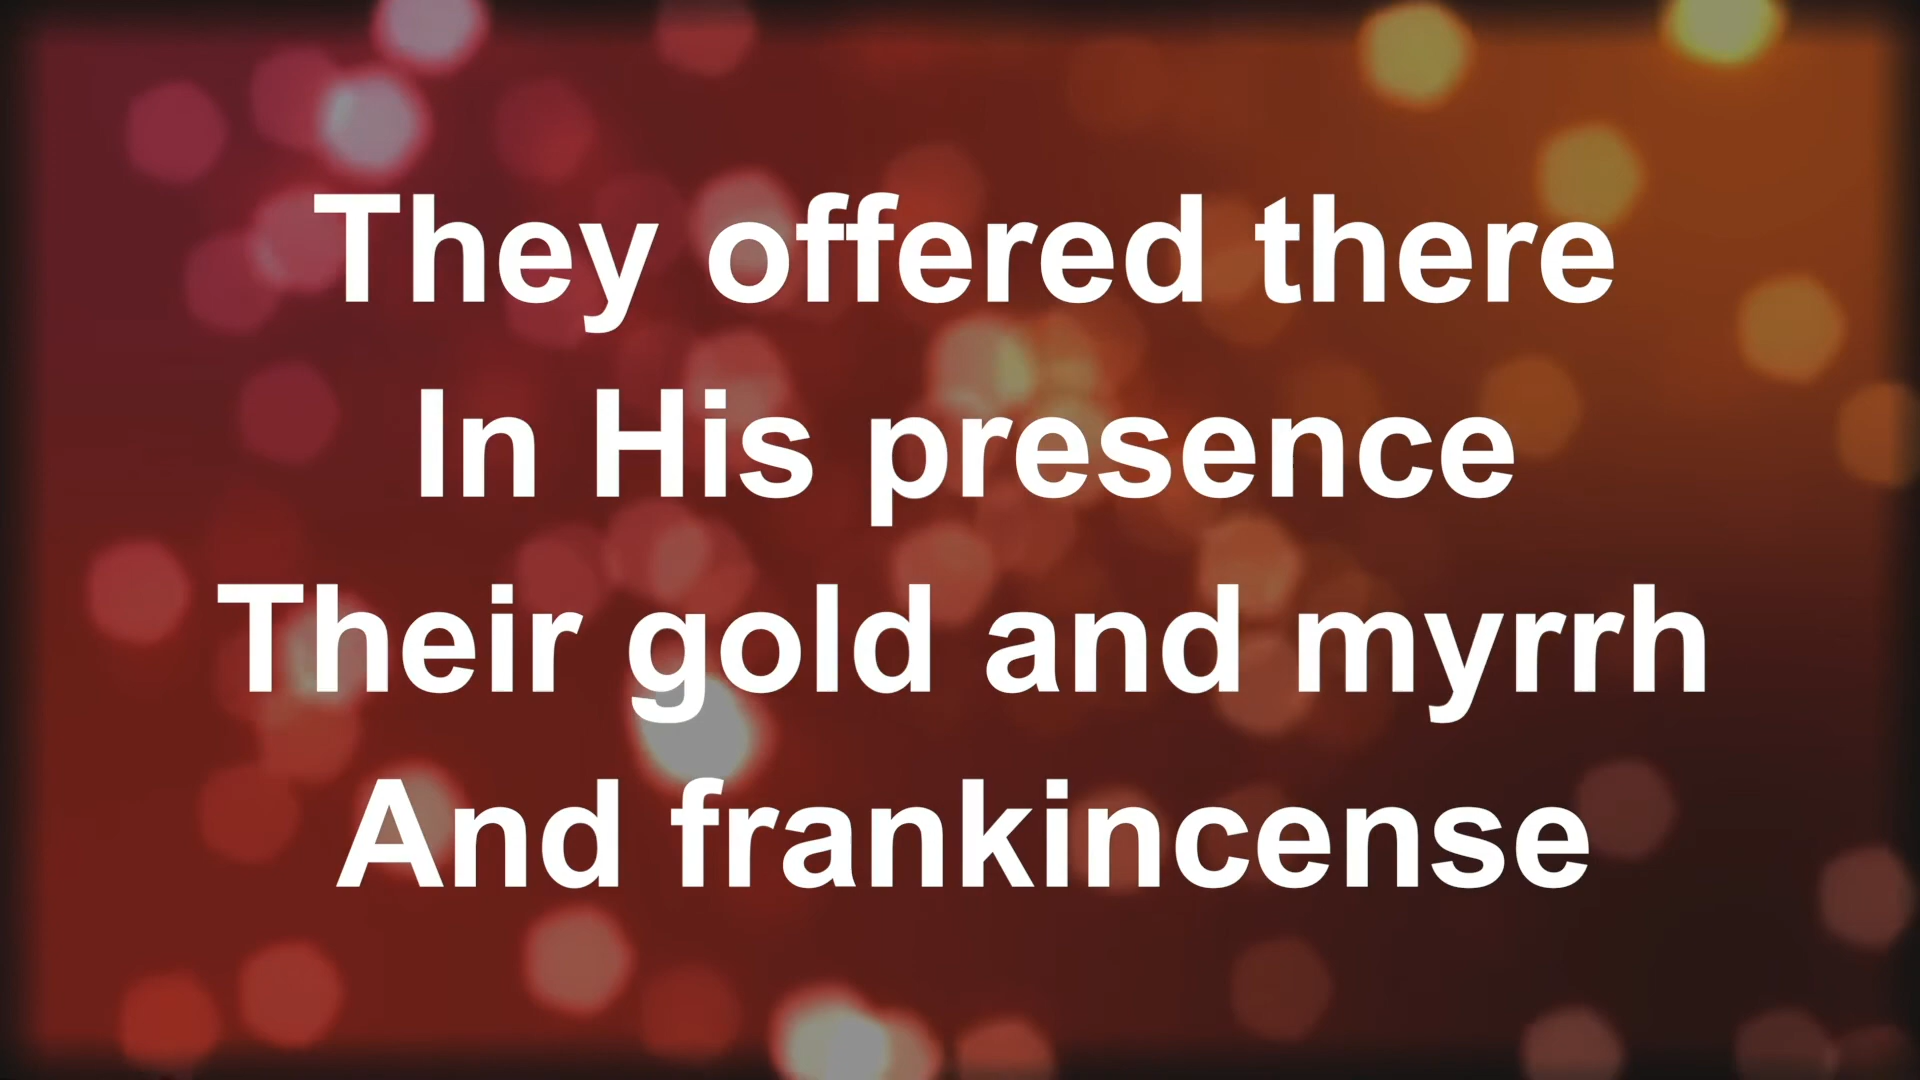 They offered there
In His presence
Their gold and myrrh
And frankincense